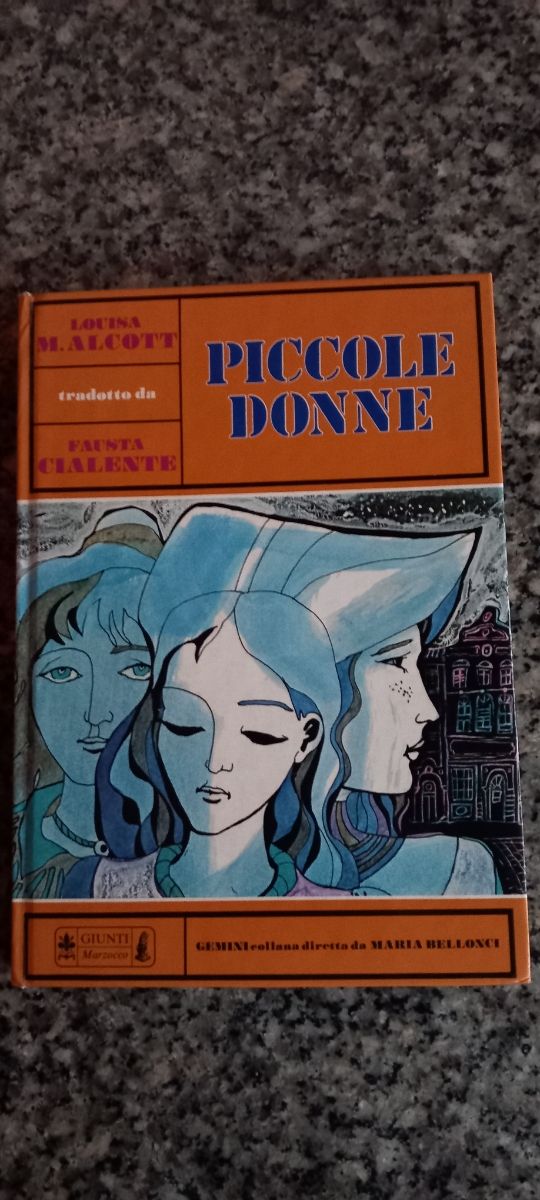 LOUISA
M. ALCOTT
tradotto da
FAUSTA
CIALENTE
PICCOLE
DONNE
GIUNTI
Marzocco
GEMINI collana diretta da MARIA BELLONCI